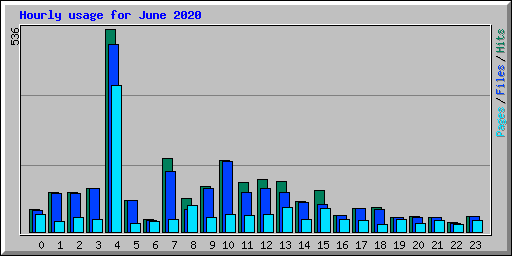 Hourly usage for June 2020
536
Pages / Files / Hits
0 1 2 3 4 5 6 7 8 9 10 11 12 13 14 15 16 17 18 19 20 21 22 23